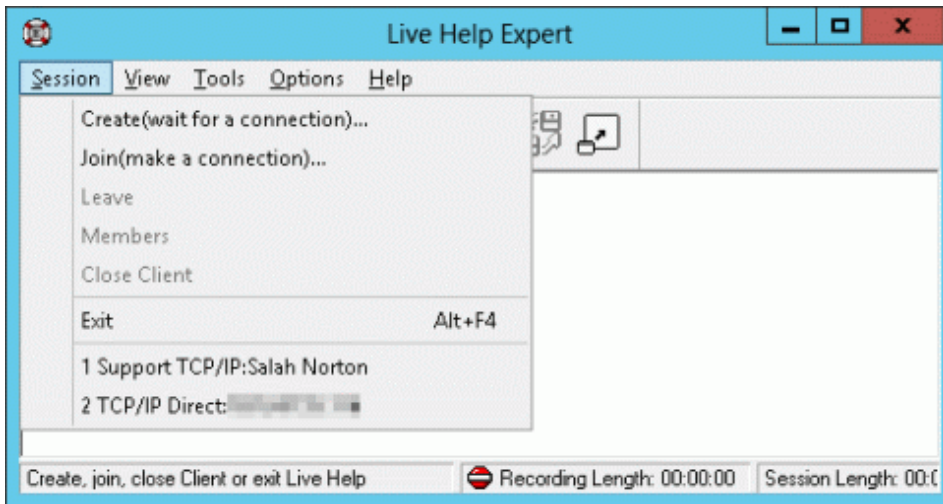 Live Help Expert
Session View Tools Options Help
Create(wait for a connection)...
Join(make a connection)...
Leave
Members
Close Client
Exit Alt+F4
1 Support TCP/IP:Salah Norton
2 TCP/IP Direct:
Create, join, close Client or exit Live Help Recording Length: 00:00:00 Session Length: 00: